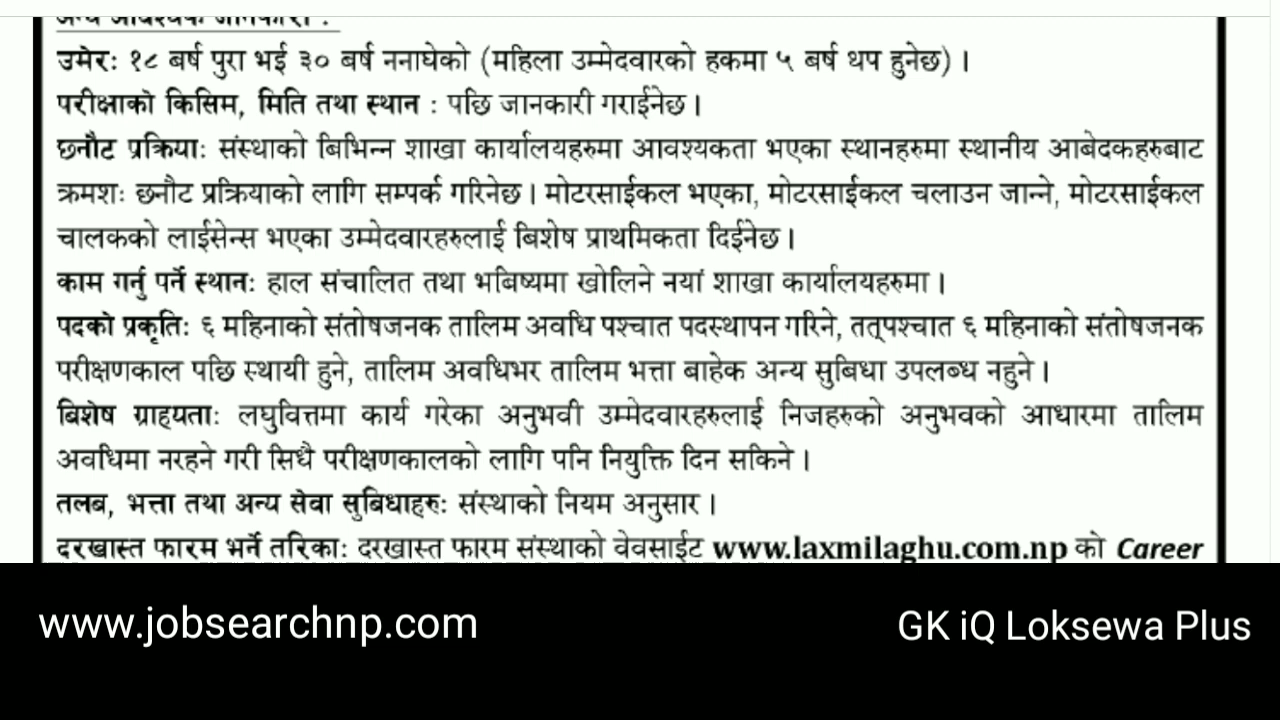 अन्य आवश्यक जानकारी :
उमेर: १८ बर्ष पुरा भई ३० बर्ष ननाघेको (महिला उम्मेदवारको हकमा ५ बर्ष थप हुनेछ) ।
परीक्षाको किसिम, मिति तथा स्थान : पछि जानकारी गराईनेछ ।
छनौट प्रक्रिया: संस्थाको बिभिन्न शाखा कार्यालयहरुमा आवश्यकता भएका स्थानहरुमा स्थानीय आबेदकहरुबाट
क्रमश: छनौट प्रक्रियाको लागि सम्पर्क गरिनेछ । मोटरसाईकल भएका, मोटरसाईकल चलाउन जान्ने, मोटरसाईकल
चालकको लाईसेन्स भएका उम्मेदवारहरुलाई बिशेष प्राथमिकता दिईनेछ ।
काम गर्नु पर्ने स्थान: हाल संचालित तथा भबिष्यमा खोलिने नयां शाखा कार्यालयहरुमा ।
पदको प्रकृति: ६ महिनाको संतोषजनक तालिम अवधि पश्चात पदस्थापन गरिने, तत्पश्चात ६ महिनाको संतोषजनक
परीक्षणकाल पछि स्थायी हुने, तालिम अवधिभर तालिम भत्ता बाहेक अन्य सुबिधा उपलब्ध नहुने ।
बिशेष ग्राह्यता: लघुवित्तमा कार्य गरेका अनुभवी उम्मेदवारहरुलाई निजहरुको अनुभवको आधारमा तालिम
अवधिमा नरहने गरी सिधै परीक्षणकालको लागि पनि नियुक्ति दिन सकिने ।
तलब, भत्ता तथा अन्य सेवा सुबिधाहरु: संस्थाको नियम अनुसार ।
दरखास्त फारम भर्ने तरिका: दरखास्त फारम संस्थाको वेवसाईट www.laxmilaghu.com.np को Career
www.jobsearchnp.com
GK iQ Loksewa Plus